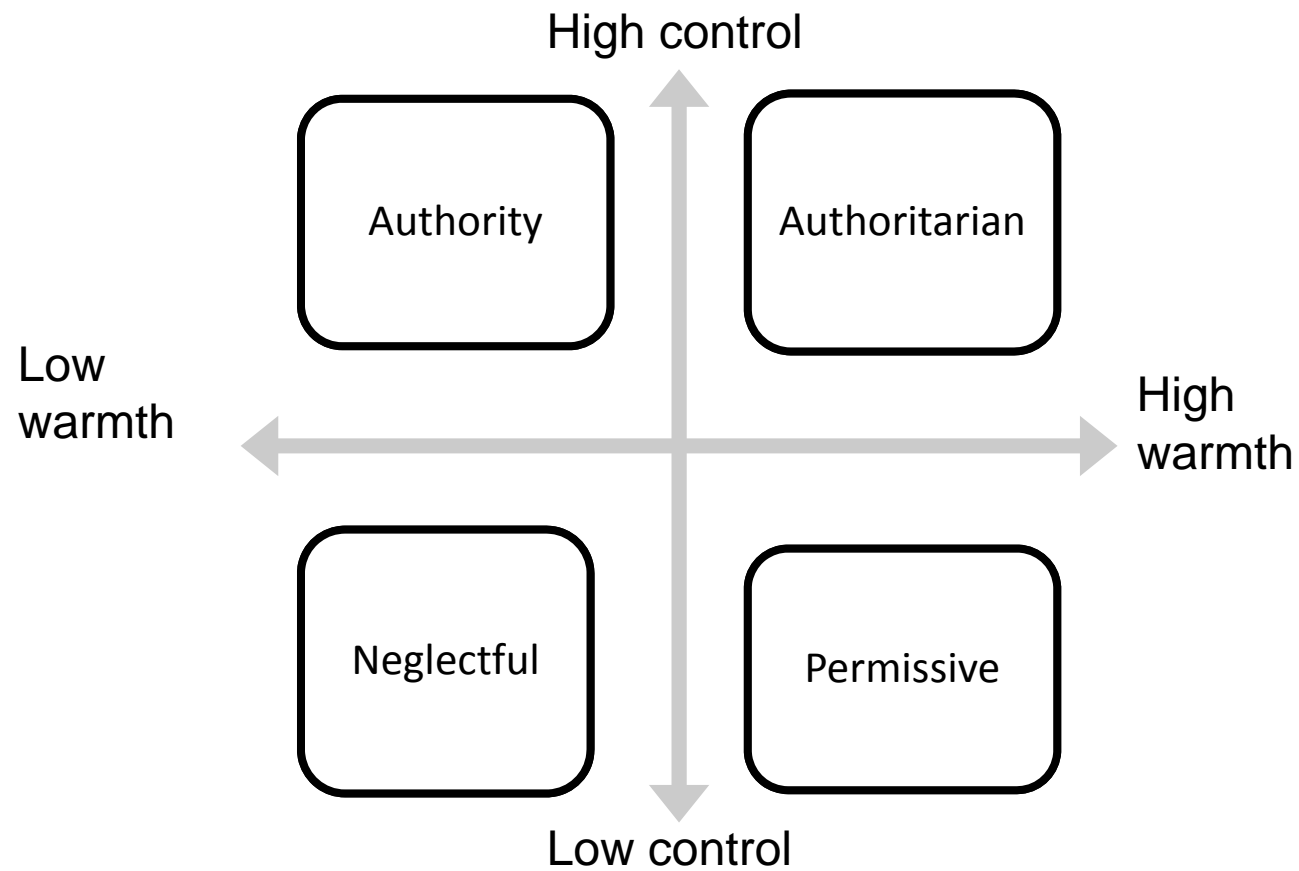 High control
Authority
Authoritarian
Low
warmth
High
warmth
Neglectful
Permissive
Low control